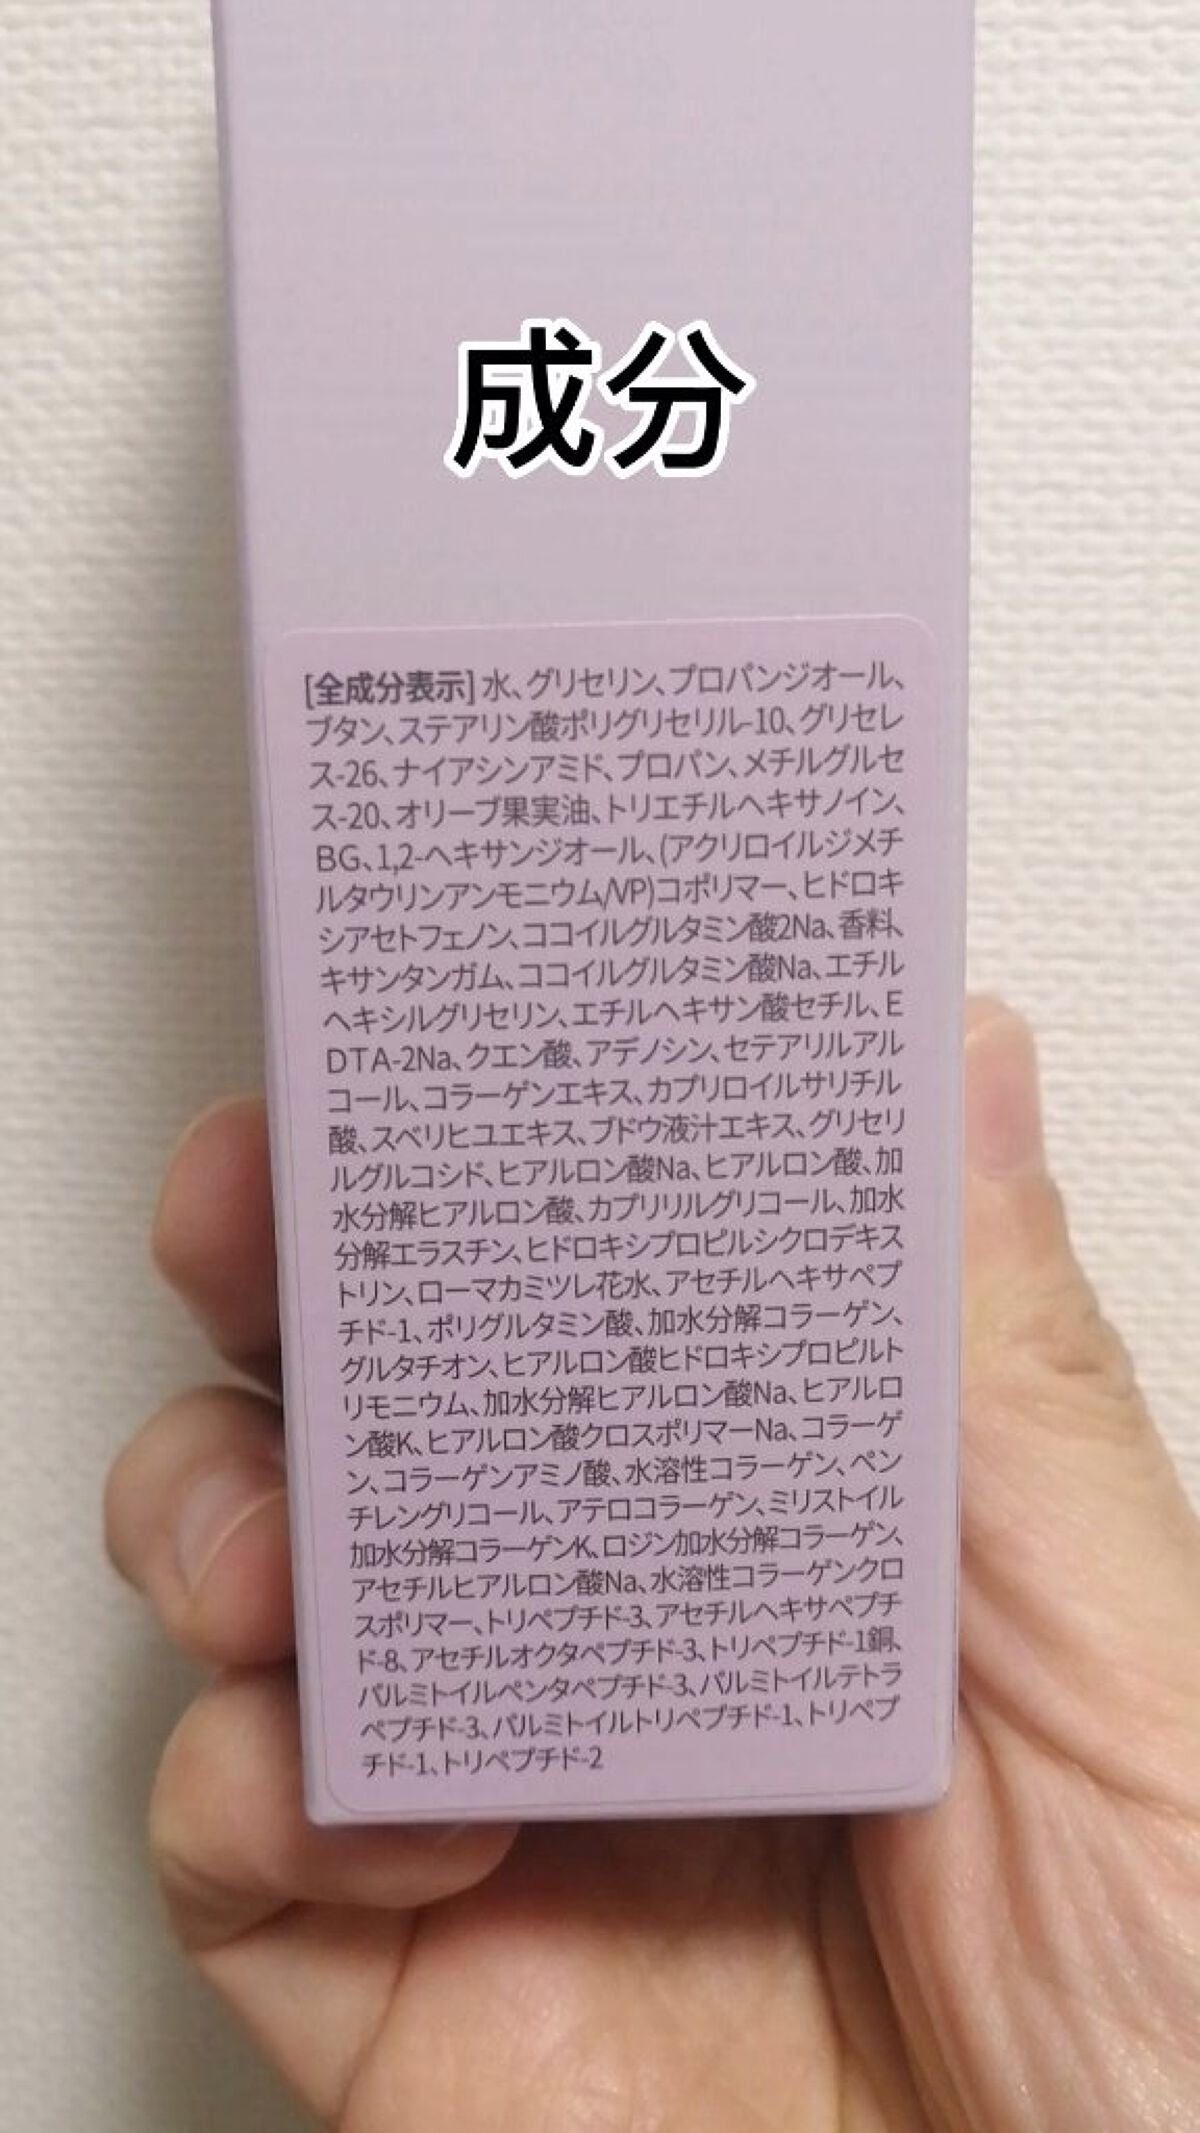 成分
[全成分表示]水、グリセリン、プロパンジオール、
ブタン、ステアリン酸ポリグリセリル-10、グリセレ
ス-26、ナイアシンアミド、プロパン、メチルグルセ
ス-20、オリーブ果実油、トリエチルヘキサノイン、
BG、1,2-ヘキサンジオール、(アクリロイルジメチ
ルタウリンアンモニウム/VP)コポリマー、ヒドロキ
シアセトフェノン、ココイルグルタミン酸2Na、香料、
キサンタンガム、ココイルグルタミン酸Na、エチル
ヘキシルグリセリン、エチルヘキサン酸セチル、E
DTA-2Na、クエン酸、アデノシン、セテアリルアル
コール、コラーゲンエキス、カプリロイルサリチル
酸、スベリヒユエキス、ブドウ液汁エキス、グリセリ
ルグルコシド、ヒアルロン酸Na、ヒアルロン酸、加
水分解ヒアルロン酸、カプリリルグリコール、加水
分解エラスチン、ヒドロキシプロピルシクロデキス
トリン、ローマカミツレ花水、アセチルヘキサペプ
チド-1、ポリグルタミン酸、加水分解コラーゲン、
グルタチオン、ヒアルロン酸ヒドロキシプロピルト
リモニウム、加水分解ヒアルロン酸Na、ヒアルロ
ン酸K、ヒアルロン酸クロスポリマーNa、コラーゲ
ン、コラーゲンアミノ酸、水溶性コラーゲン、ペン
チレングリコール、アテロコラーゲン、ミリストイル
加水分解コラーゲンK、ロジン加水分解コラーゲン、
アセチルヒアルロン酸Na、水溶性コラーゲンクロ
スポリマー、トリペプチド-3、アセチルヘキサペプチ
ド-8、アセチルオクタペプチド-3、トリペプチド-1銅、
パルミトイルペンタペプチド-3、パルミトイルテトラ
ペプチド-3、パルミトイルトリペプチド-1、トリペプ
チド-1、トリペプチド-2